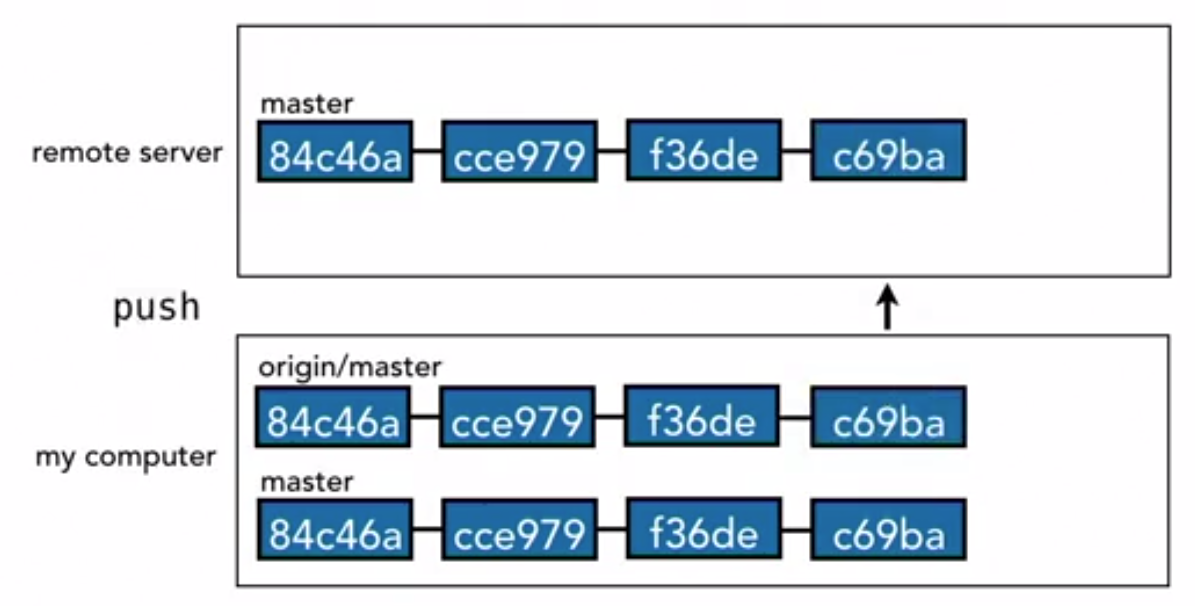 master
remote server
84c46a cce979 f36de c69ba
push
origin/master
84c46a cce979 f36de c69ba
my computer
master
84c46a cce979 f36de c69ba